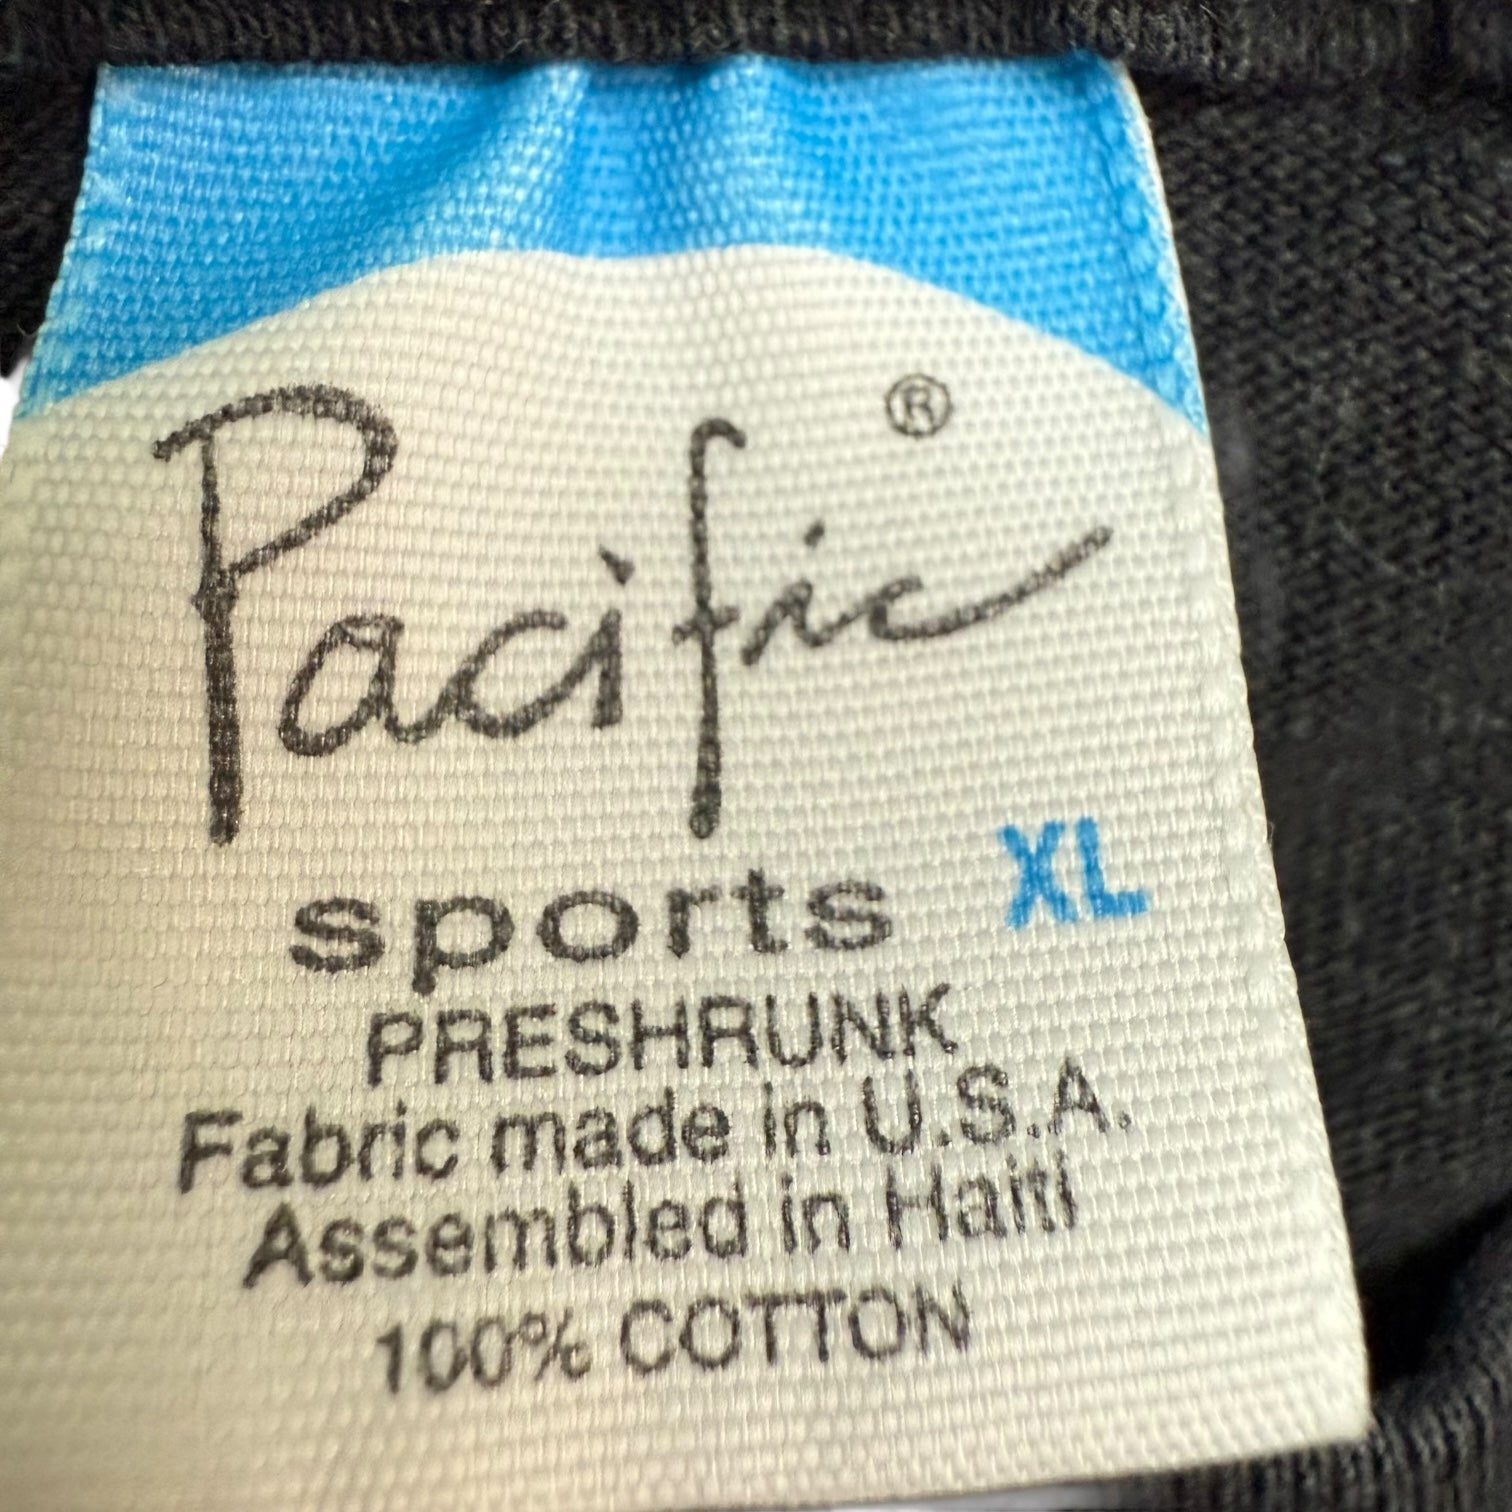 Pacific ®
sports XL
PRESHRUNK
Fabric made in U.S.A.
Assembled in Haiti
100% COTTON